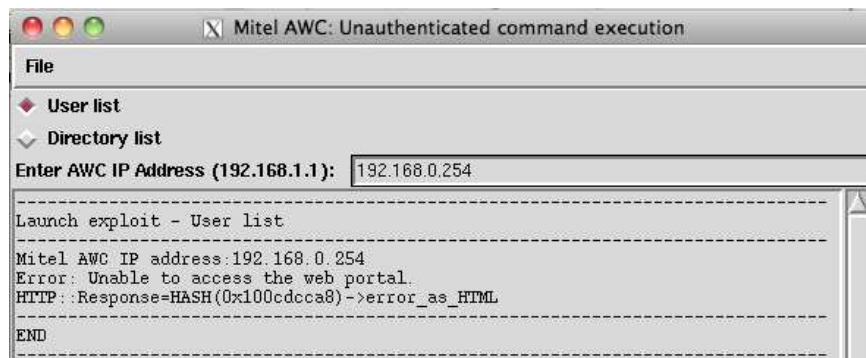 Mitel AWC: Unauthenticated command execution
File
User list
Directory list
Enter AWC IP Address (192.168.1.1): 192.168.0.254
--------------------------------------------------------------------------------
Launch exploit - User list
--------------------------------------------------------------------------------
Mitel AWC IP address:192.168.0.254
Error: Unable to access the web portal.
HTTP::Response=HASH(0x100cdcca8)->error_as_HTML
--------------------------------------------------------------------------------
END
--------------------------------------------------------------------------------